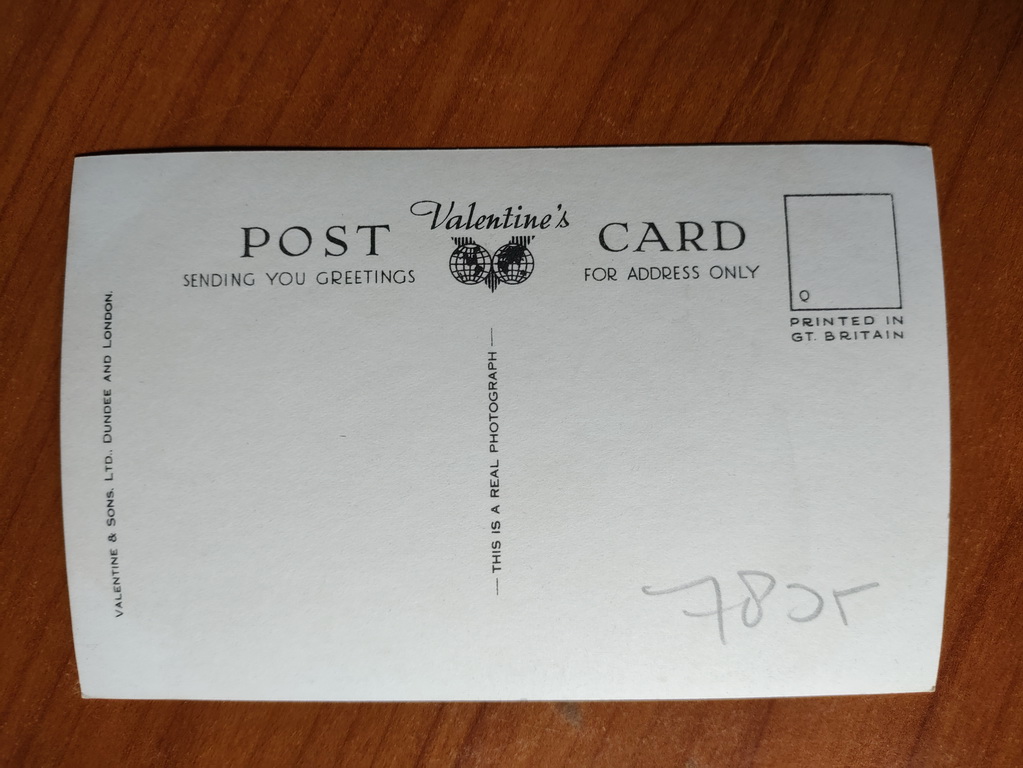 Valentine's
POST CARD
SENDING YOU GREETINGS
FOR ADDRESS ONLY
Q
PRINTED IN
GT. BRITAIN
VALENTINE & SONS. LTD., DUNDEE AND LONDON.
— THIS IS A REAL PHOTOGRAPH —